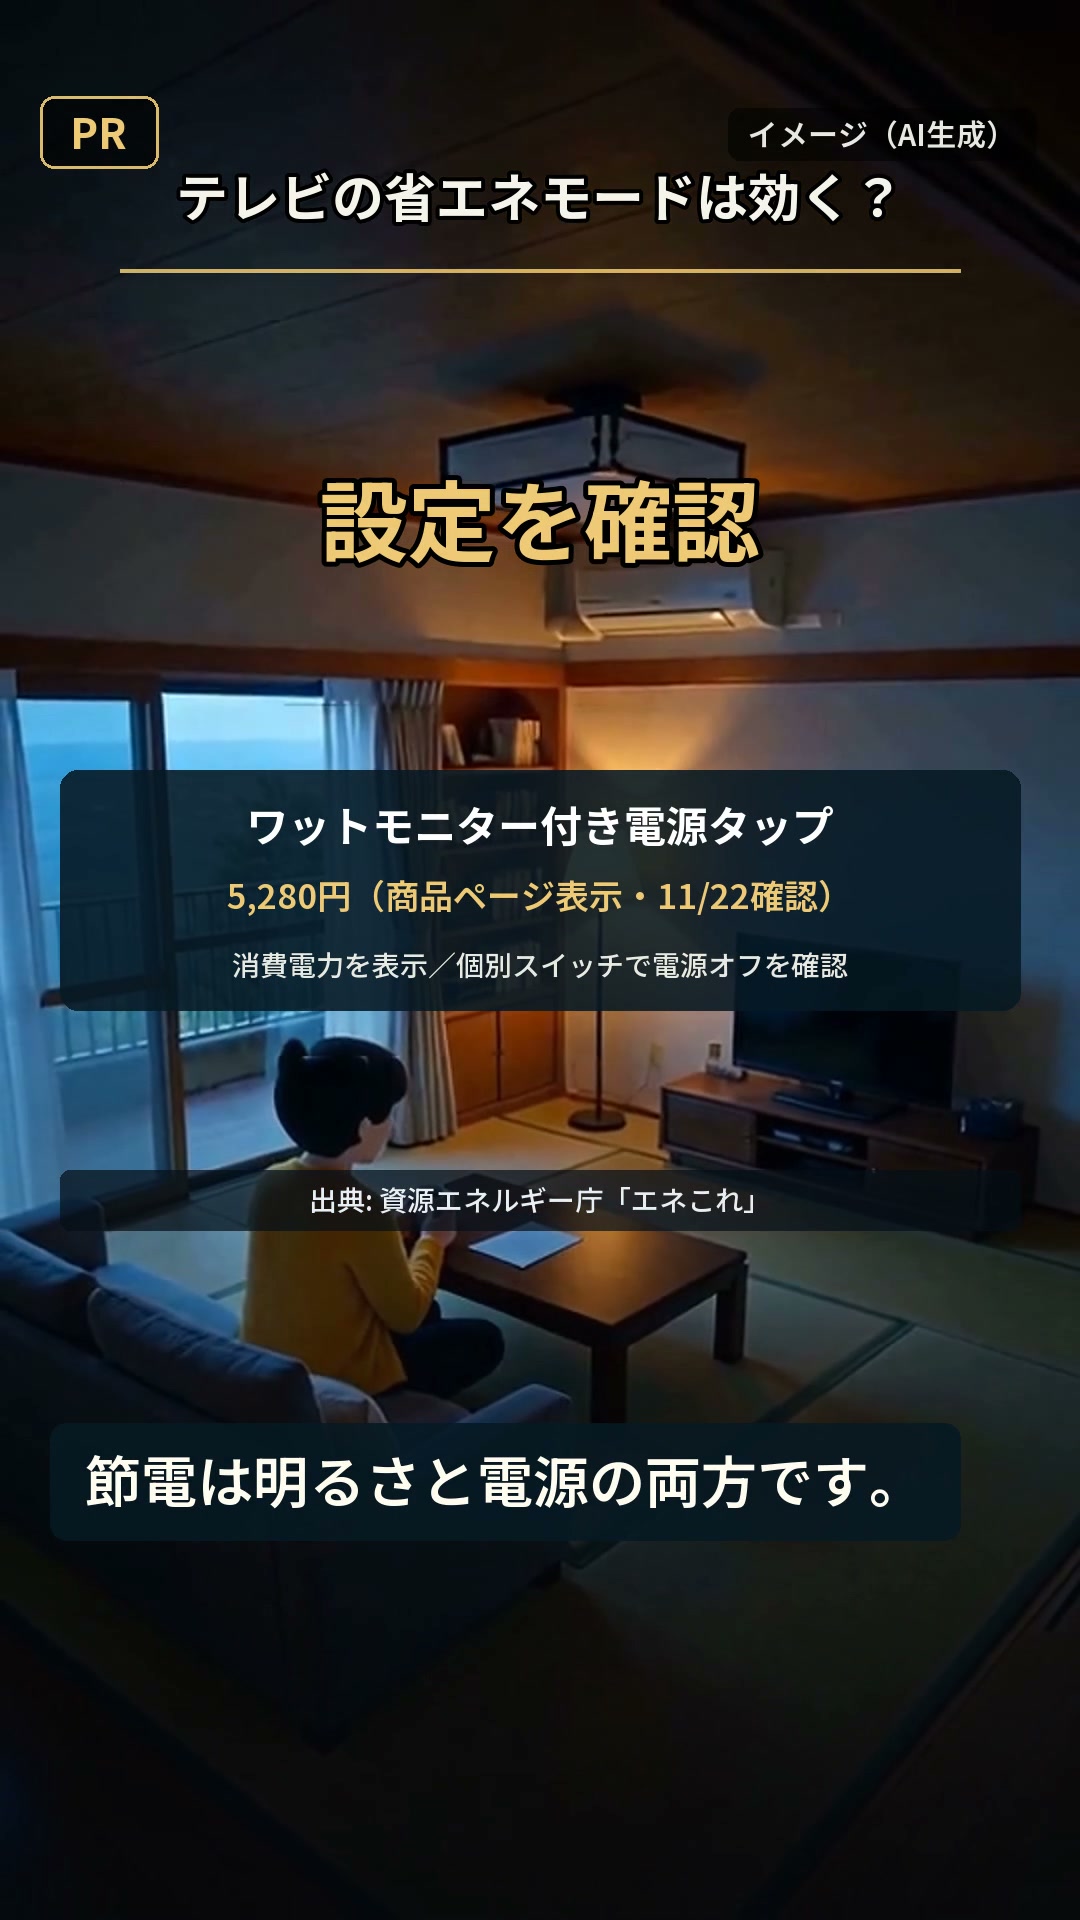 PR
イメージ（AI生成）
テレビの省エネモードは効く？
設定を確認
ワットモニター付き電源タップ
5,280円（商品ページ表示・11/22確認）
消費電力を表示／個別スイッチで電源オフを確認
出典: 資源エネルギー庁「エネこれ」
節電は明るさと電源の両方です。